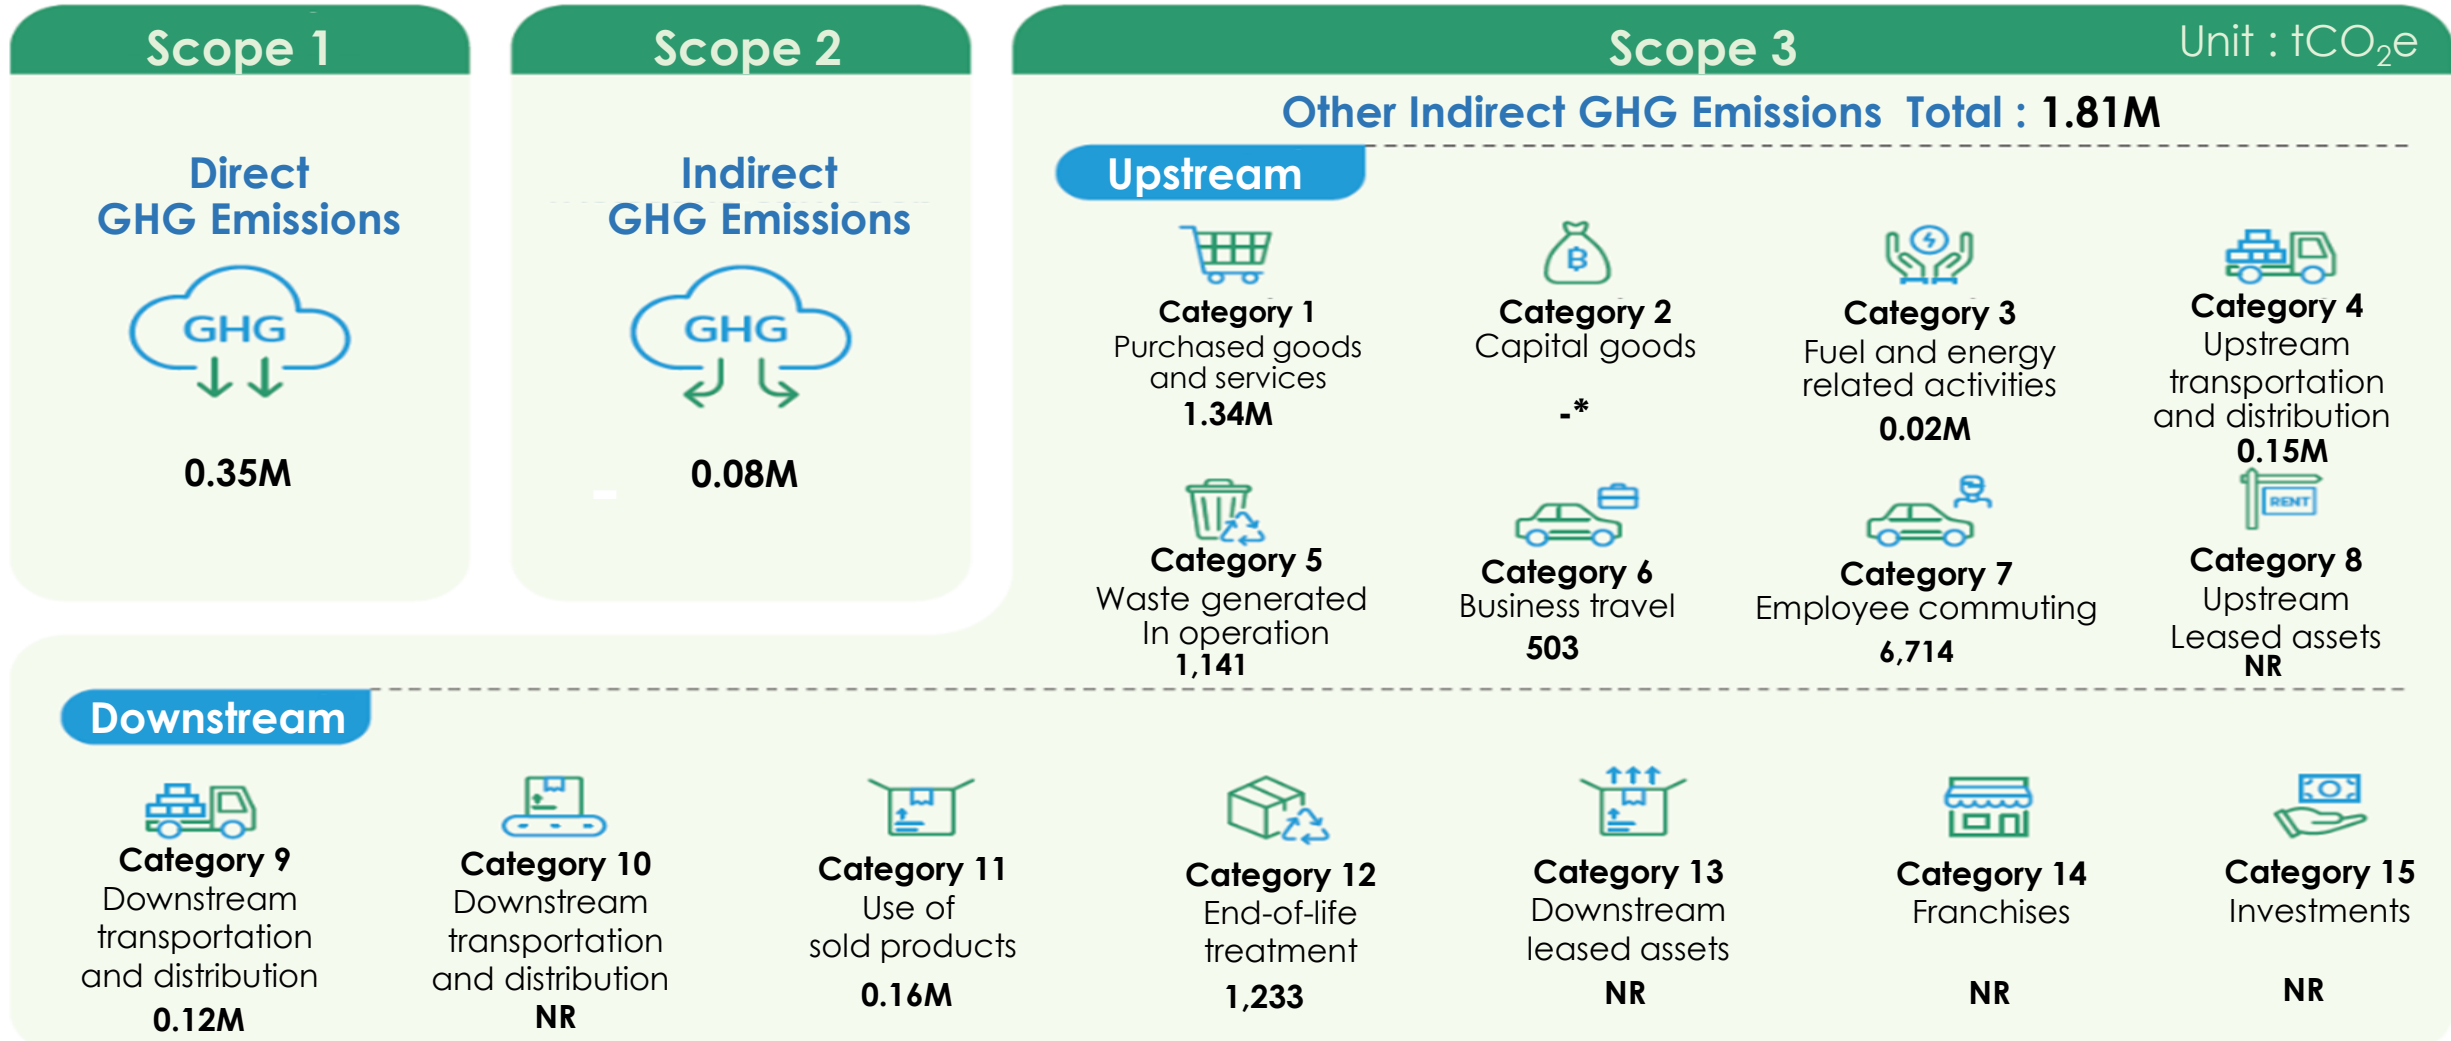 Scope 1
Direct
GHG Emissions
GHG
0.35M
Scope 2
Indirect
GHG Emissions
GHG
0.08M
Scope 3
Unit : tCO₂e
Other Indirect GHG Emissions Total : 1.81M
Upstream
฿
Category 1
Purchased goods
and services
1.34M
Category 2
Capital goods
-*
Category 3
Fuel and energy
related activities
0.02M
Category 4
Upstream
transportation
and distribution
0.15M
Category 5
Waste generated
In operation
1,141
Category 6
Business travel
503
Category 7
Employee commuting
6,714
RENT
Category 8
Upstream
Leased assets
NR
Downstream
Category 9
Downstream
transportation
and distribution
0.12M
Category 10
Downstream
transportation
and distribution
NR
Category 11
Use of
sold products
0.16M
Category 12
End-of-life
treatment
1,233
Category 13
Downstream
leased assets
NR
Category 14
Franchises
NR
Category 15
Investments
NR